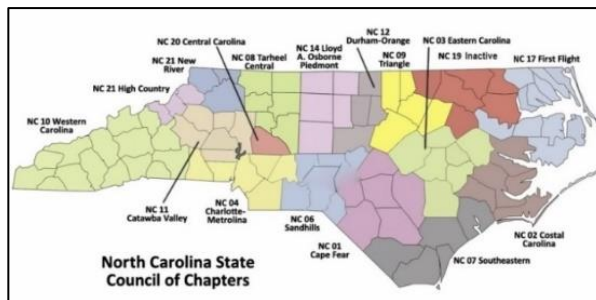 NC 12
Durham-Orange
NC 20 Central Carolina
NC 14 Lloyd
A. Osborne
Piedmont
NC 03 Eastern Carolina
NC 21 New
River
NC 08 Tarheel
Central
NC 09
Triangle
NC 19 Inactive
NC 17 First Flight
NC 21 High Country
NC 10 Western
Carolina
NC 11
Catawba Valley
NC 04
Charlotte-
Metrolina
NC 06
Sandhills
NC 01
Cape Fear
NC 02 Costal
Carolina
NC 07 Southeastern
North Carolina State
Council of Chapters